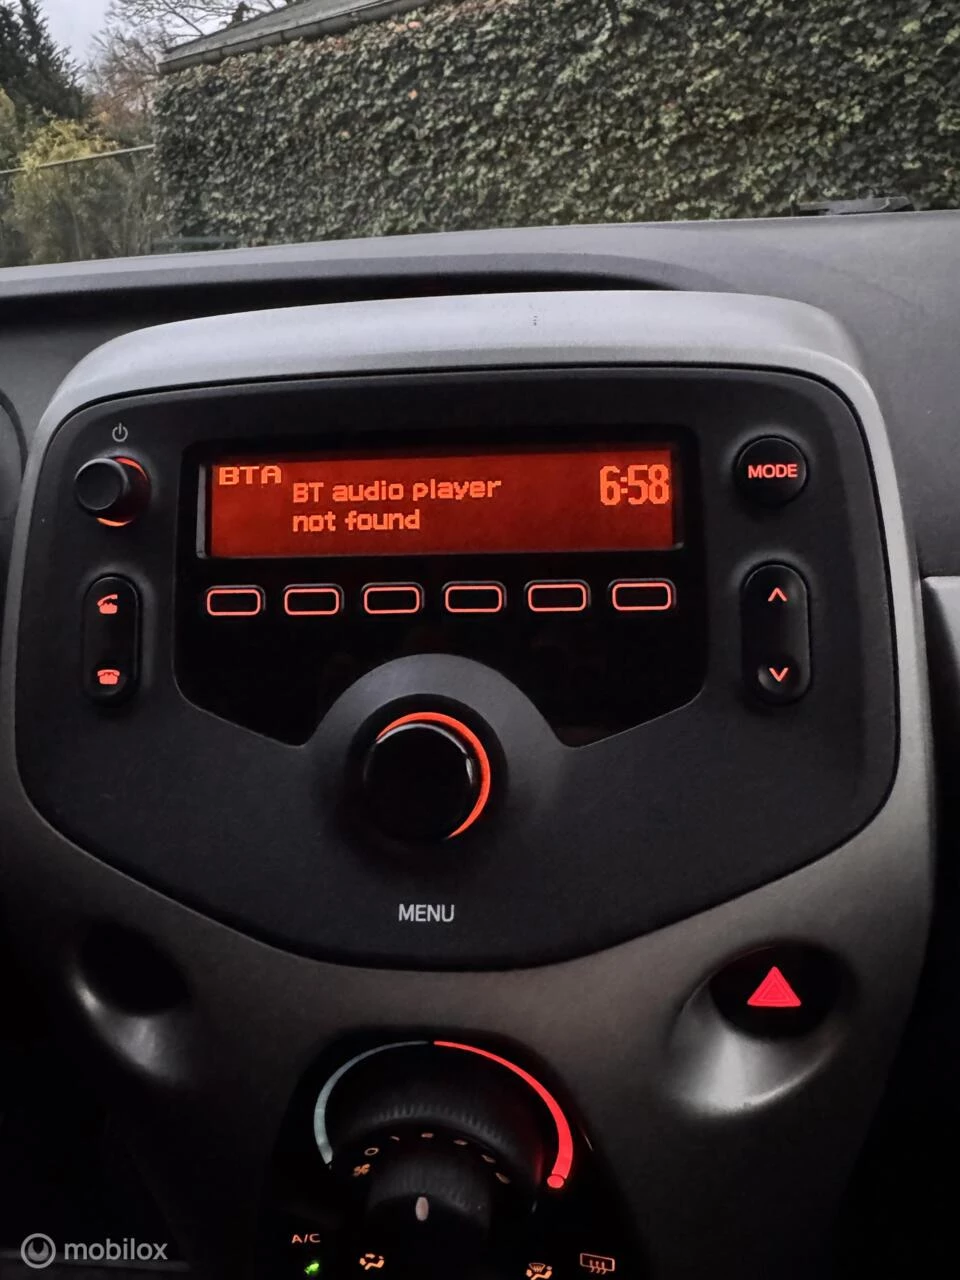 BTA
BT audio player
not found
6:58
MODE
MENU
A/C
mobilox